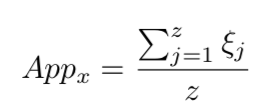 App_x = \frac{\sum_{j=1}^{z} \xi_j}{z}